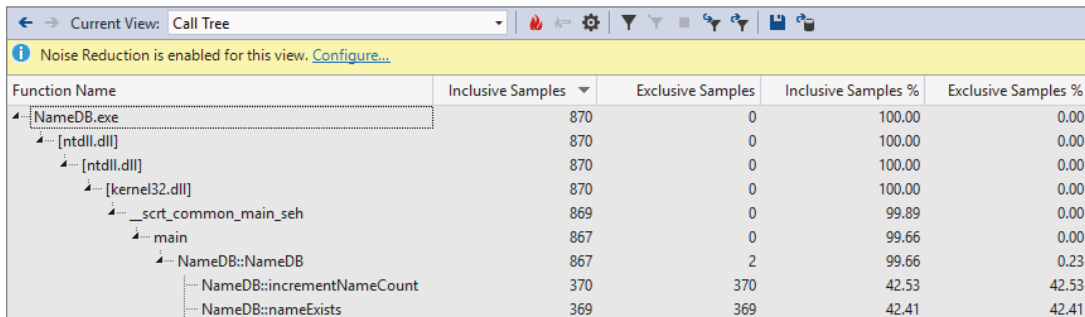 Current View: Call Tree
Noise Reduction is enabled for this view. Configure...
Function Name Inclusive Samples Exclusive Samples Inclusive Samples % Exclusive Samples %
NameDB.exe 870 0 100.00 0.00
[ntdll.dll] 870 0 100.00 0.00
[ntdll.dll] 870 0 100.00 0.00
[kernel32.dll] 870 0 100.00 0.00
__scrt_common_main_seh 869 0 99.89 0.00
main 867 0 99.66 0.00
NameDB::NameDB 867 2 99.66 0.23
NameDB::incrementNameCount 370 370 42.53 42.53
NameDB::nameExists 369 369 42.41 42.41